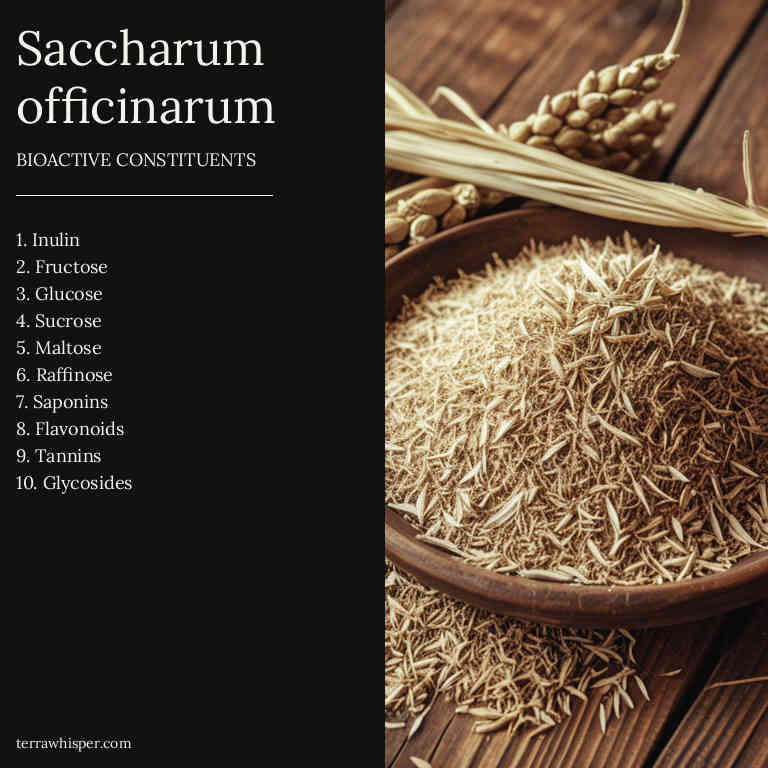 Saccharum
officinarum
BIOACTIVE CONSTITUENTS
1. Inulin
2. Fructose
3. Glucose
4. Sucrose
5. Maltose
6. Raffinose
7. Saponins
8. Flavonoids
9. Tannins
10. Glycosides
terrawhisper.com